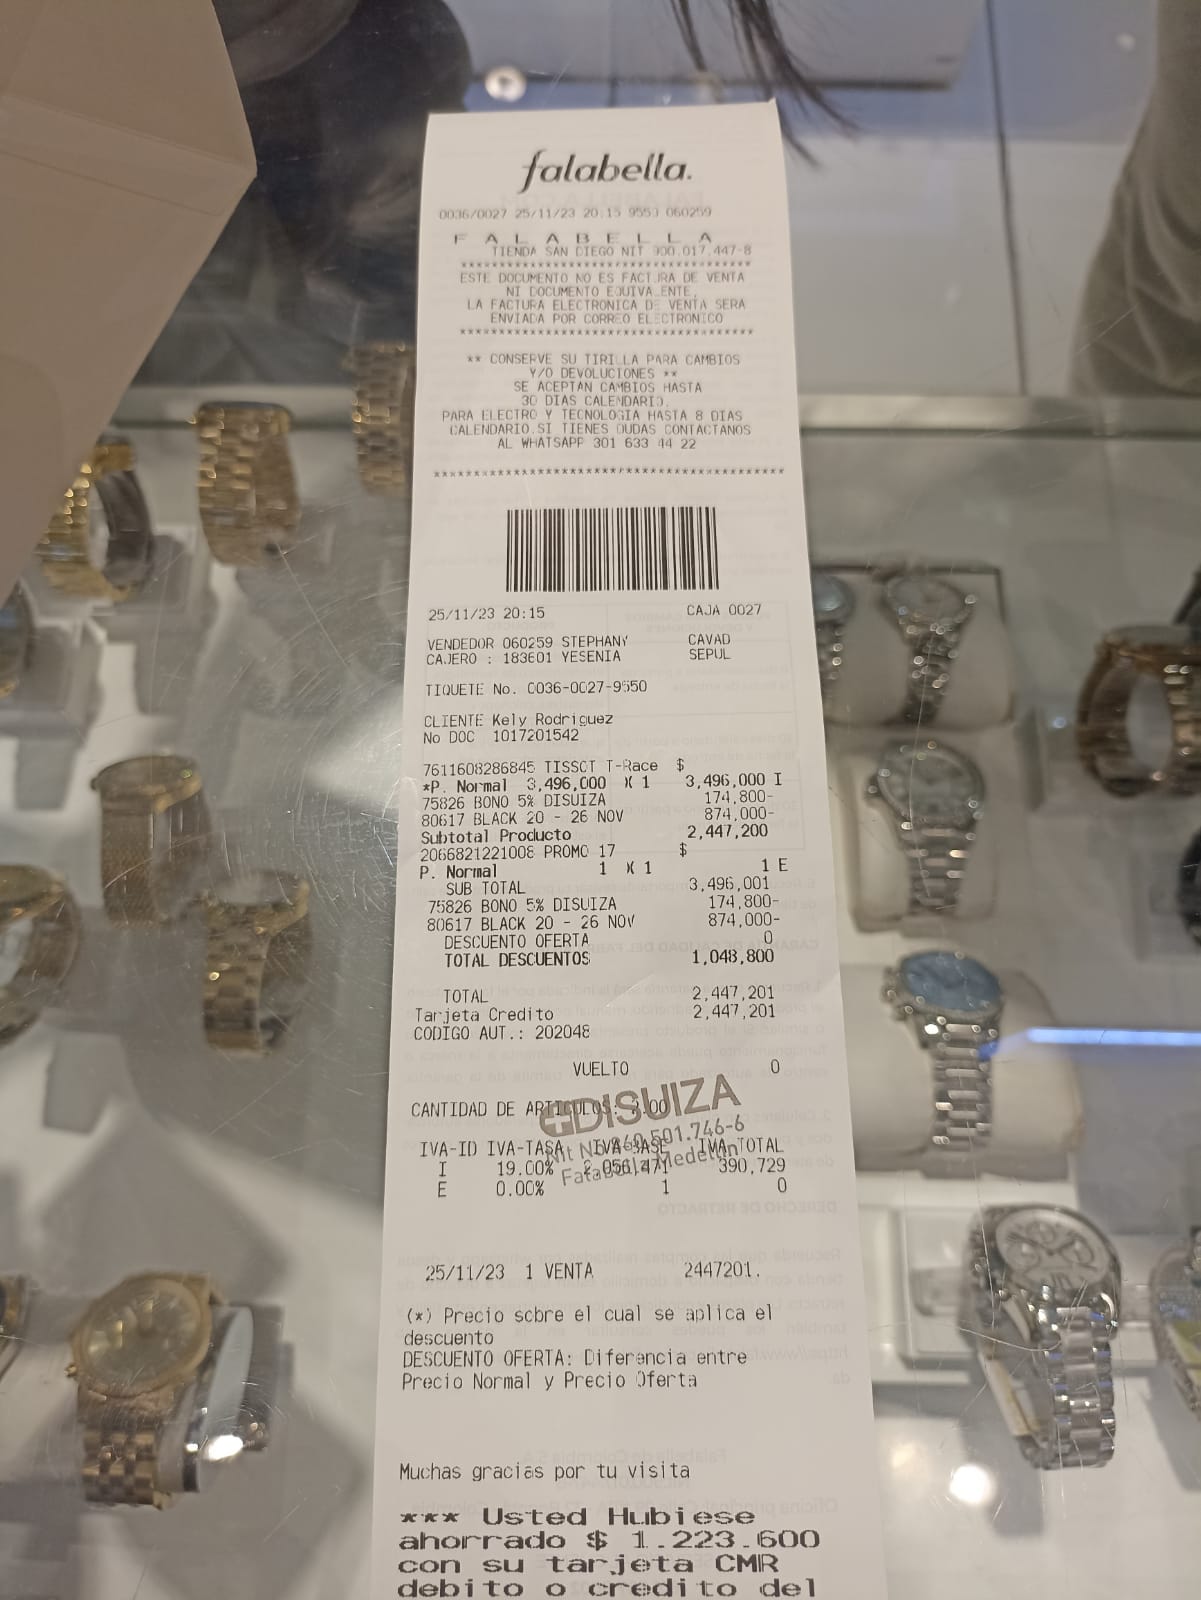 falabella.
0036/0027 25/11/23 20:15 9553 060259
F A L A B E L L A
TIENDA SAN DIEGO NIT 900.017.447-8
****************************************
ESTE DOCUMENTO NO ES FACTURA DE VENTA
NI DOCUMENTO EQUIVALENTE,
LA FACTURA ELECTRONICA DE VENTA SERA
ENVIADA POR CORREO ELECTRONICO
****************************************
** CONSERVE SU TIRILLA PARA CAMBIOS
Y/O DEVOLUCIONES **
SE ACEPTAN CAMBIOS HASTA
30 DIAS CALENDARIO.
PARA ELECTRO Y TECNOLOGIA HASTA 8 DIAS
CALENDARIO.SI TIENES DUDAS CONTACTANOS
AL WHATSAPP 301 633 44 22
****************************************
25/11/23 20:15 CAJA 0027
VENDEDOR 060259 STEPHANY CAVAD
CAJERO : 183601 YESENIA SEPUL
TIQUETE No. 0036-0027-9550
CLIENTE Kely Rodriguez
No DOC 1017201542
7611608286845 TISSOT T-Race $
*P. Normal 3,496,000 X 1 3,496,000 I
75826 BONO 5% DISUIZA 174,800-
80617 BLACK 20 - 26 NOV 874,000-
Subtotal Producto 2,447,200
2066821221008 PROMO 17 $
P. Normal 1 X 1 1 E
SUB TOTAL 3,496,001
75826 BONO 5% DISUIZA 174,800-
80617 BLACK 20 - 26 NOV 874,000-
DESCUENTO OFERTA 0
TOTAL DESCUENTOS 1,048,800
TOTAL 2,447,201
Tarjeta Credito 2,447,201
CODIGO AUT.: 202048
VUELTO 0
CANTIDAD DE ARTICULOS: 2.00
DISUIZA
Nit No 860.501.746-6
Falabella Medellín
IVA-ID IVA-TASA IVA-BASE IVA-TOTAL
I 19.00% 2,056,471 390,729
E 0.00% 1 0
25/11/23 1 VENTA 2447201.
(*) Precio sobre el cual se aplica el
descuento
DESCUENTO OFERTA: Diferencia entre
Precio Normal y Precio Oferta
Muchas gracias por tu visita
*** Usted Hubiese
ahorrado $ 1.223.600
con su tarjeta CMR
debito o credito del